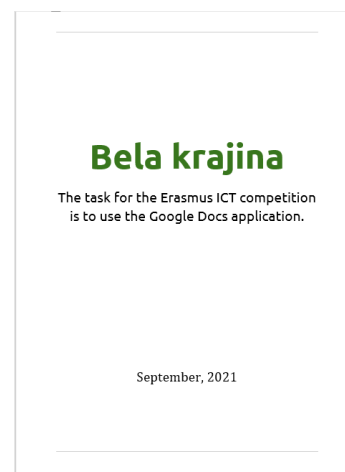 Bela krajina
The task for the Erasmus ICT competition
is to use the Google Docs application.
September, 2021